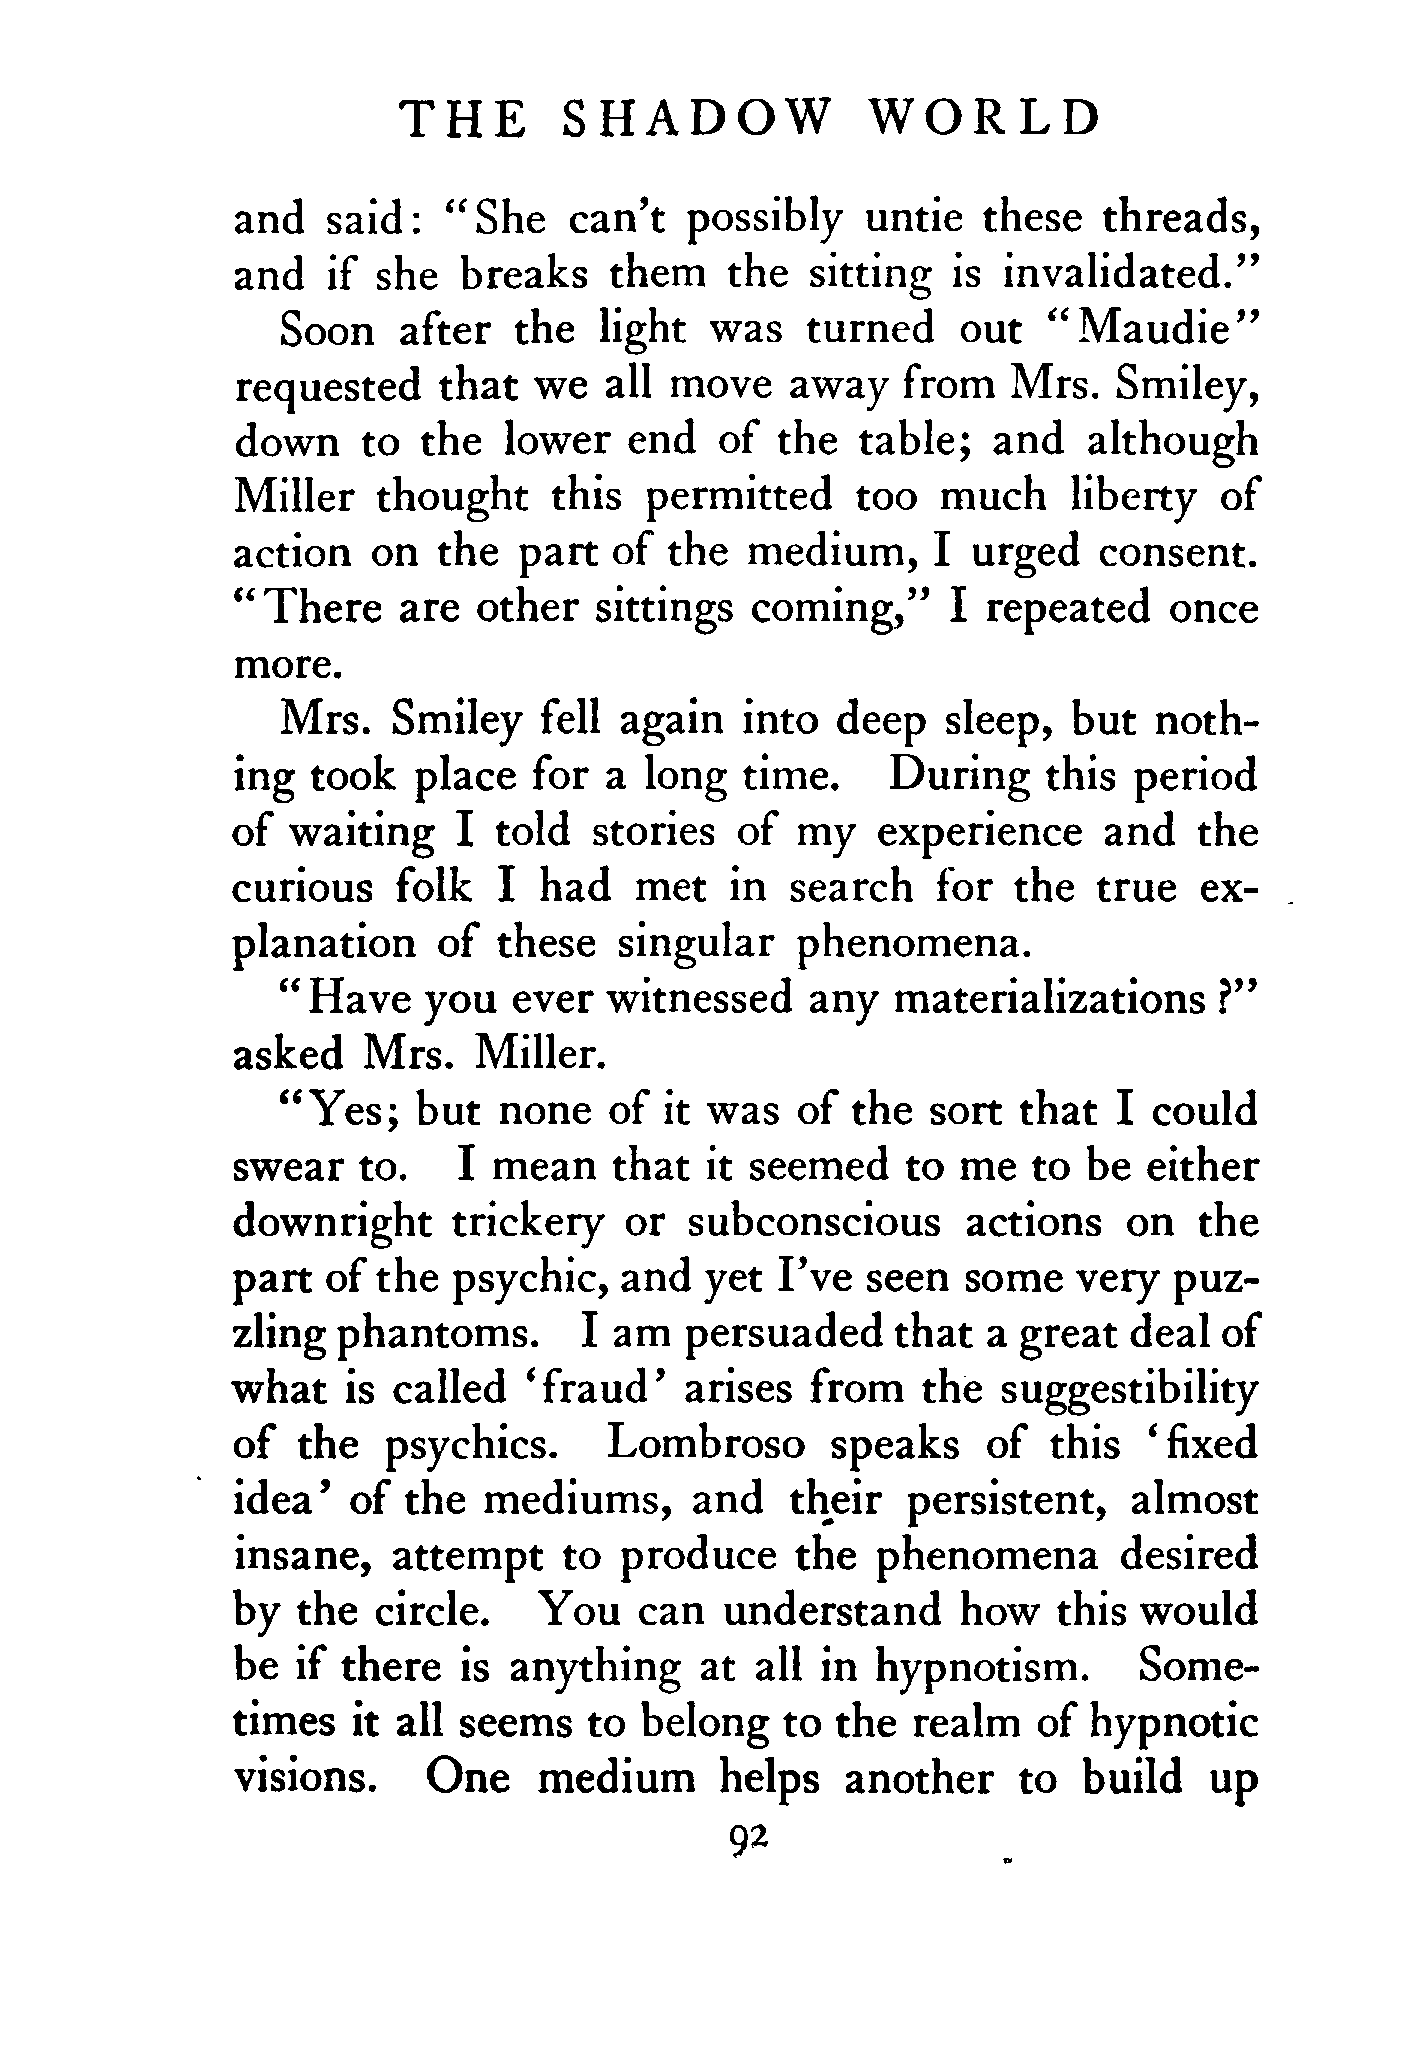 THE SHADOW WORLD
and said: "She can't possibly untie these threads,
and if she breaks them the sitting is invalidated."
Soon after the light was turned out "Maudie"
requested that we all move away from Mrs. Smiley,
down to the lower end of the table; and although
Miller thought this permitted too much liberty of
action on the part of the medium, I urged consent.
"There are other sittings coming," I repeated once
more.
Mrs. Smiley fell again into deep sleep, but noth-
ing took place for a long time. During this period
of waiting I told stories of my experience and the
curious folk I had met in search for the true ex-
planation of these singular phenomena.
"Have you ever witnessed any materializations?"
asked Mrs. Miller.
"Yes; but none of it was of the sort that I could
swear to. I mean that it seemed to me to be either
downright trickery or subconscious actions on the
part of the psychic, and yet I've seen some very puz-
zling phantoms. I am persuaded that a great deal of
what is called 'fraud' arises from the suggestibility
of the psychics. Lombroso speaks of this 'fixed
idea' of the mediums, and their persistent, almost
insane, attempt to produce the phenomena desired
by the circle. You can understand how this would
be if there is anything at all in hypnotism. Some-
times it all seems to belong to the realm of hypnotic
visions. One medium helps another to build up
92